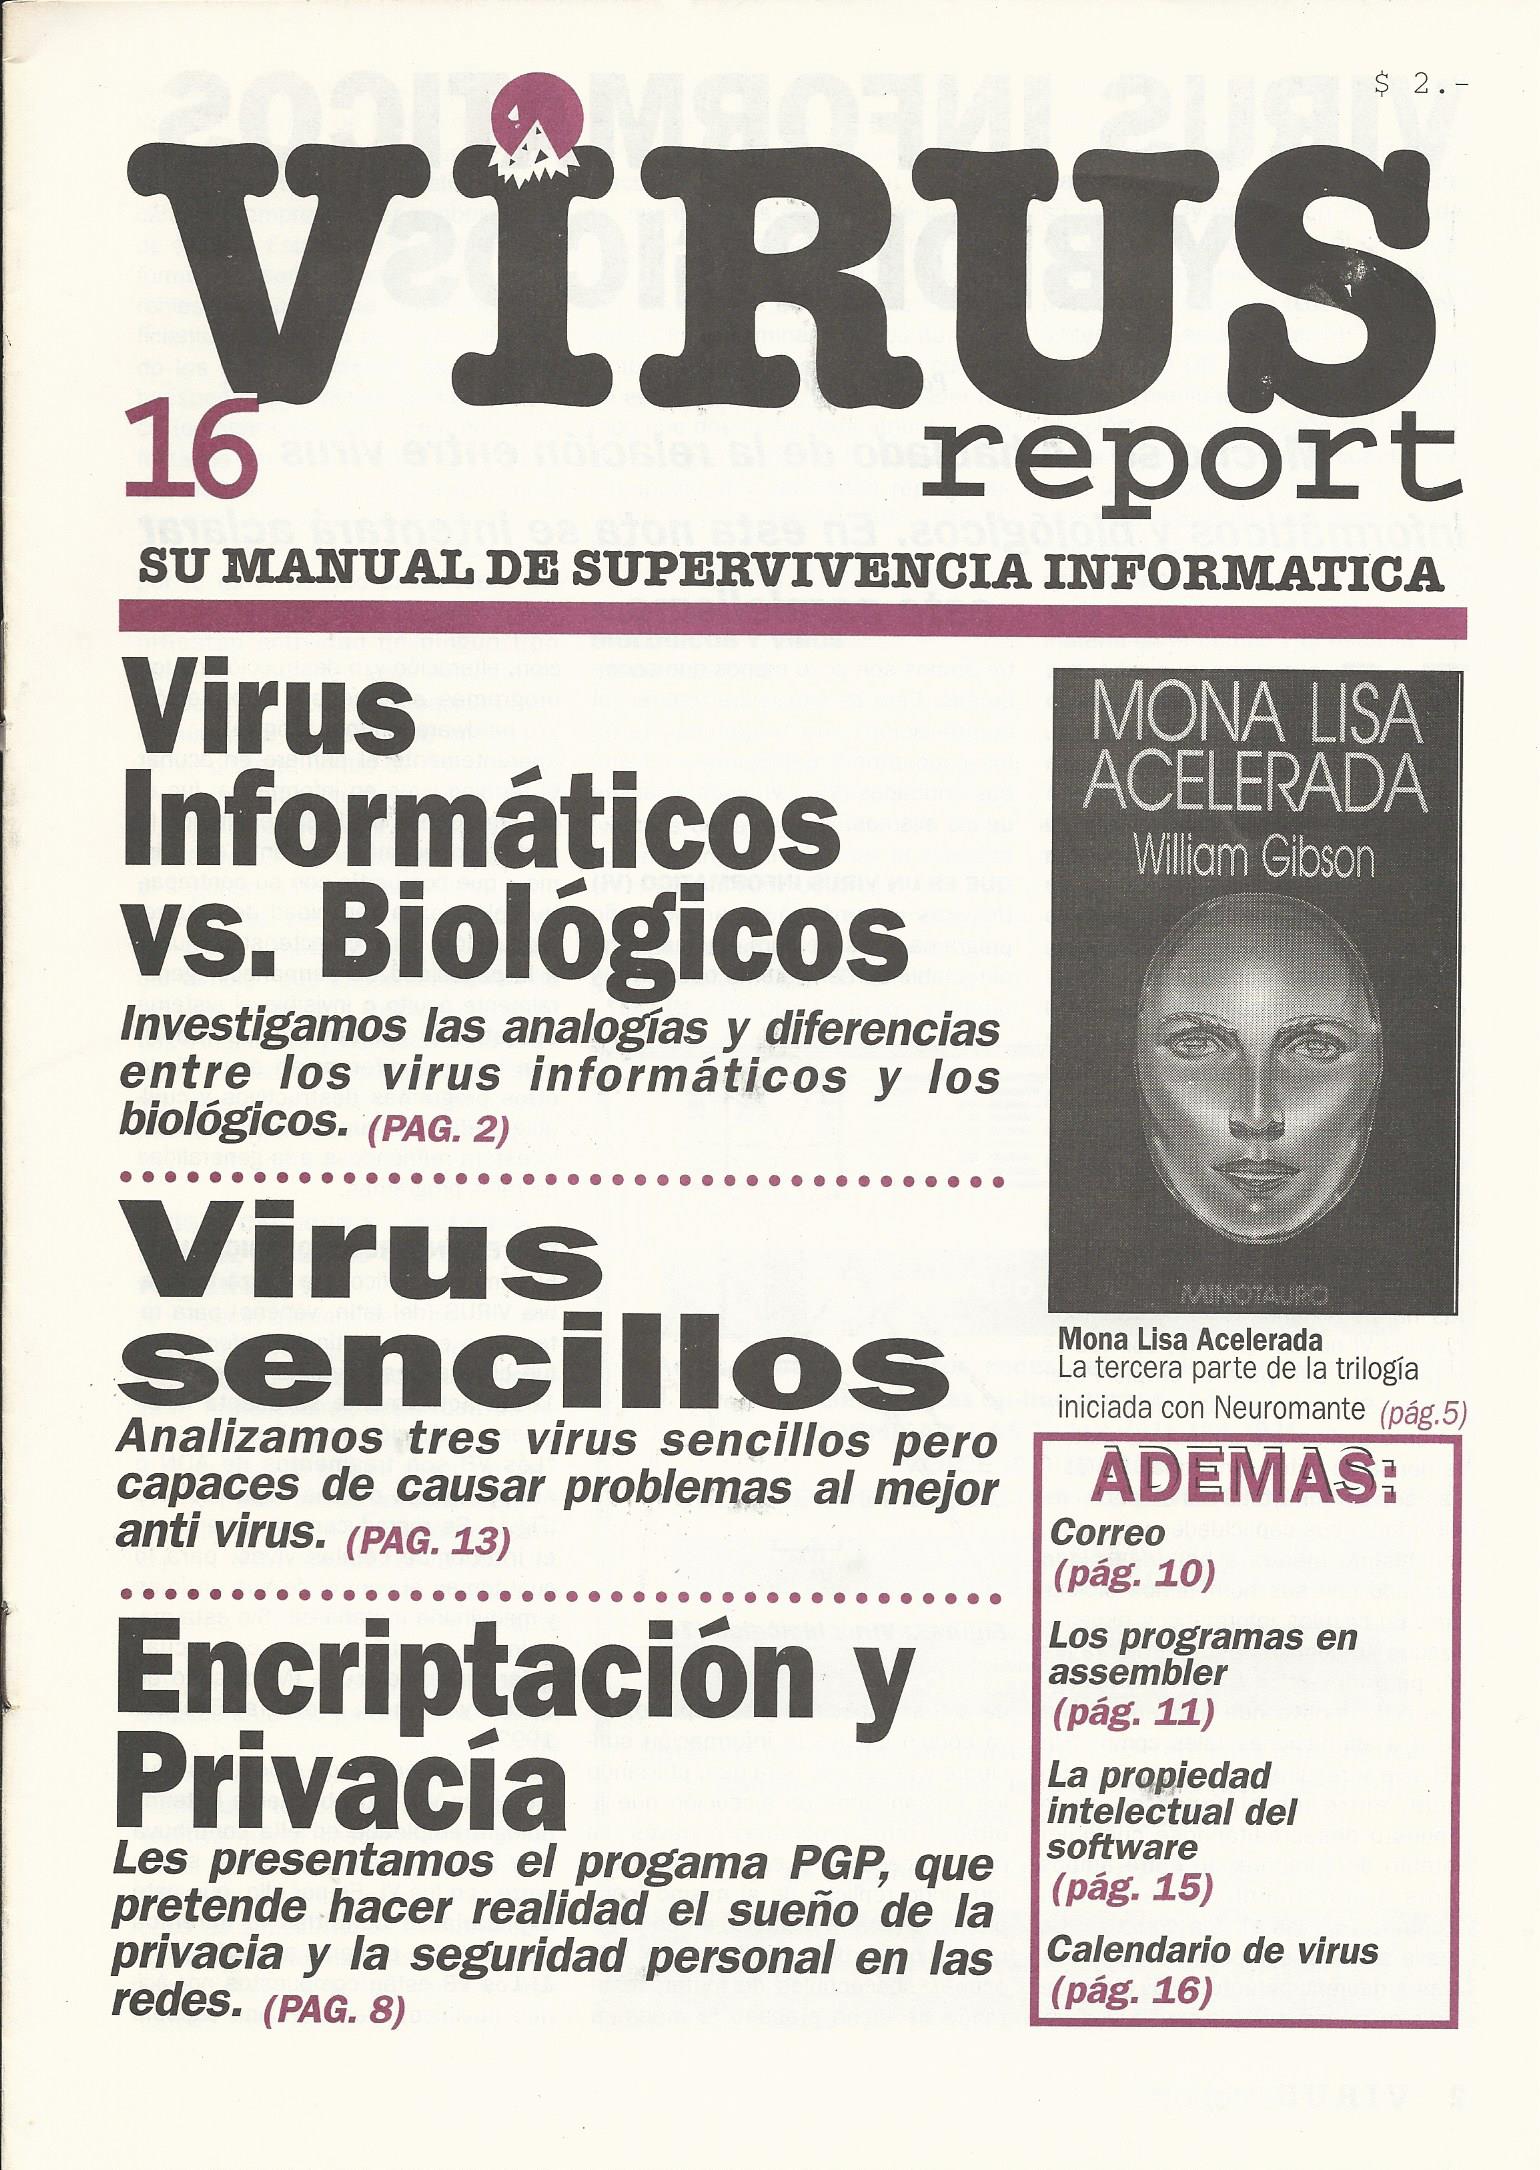 $ 2.-
VIRUS
report
16
SU MANUAL DE SUPERVIVENCIA INFORMATICA
Virus
Informáticos
vs. Biológicos
Investigamos las analogías y diferencias
entre los virus informáticos y los
biológicos. (PAG. 2)
Virus
sencillos
Analizamos tres virus sencillos pero
capaces de causar problemas al mejor
anti virus. (PAG. 13)
Encriptación y
Privacía
Les presentamos el progama PGP, que
pretende hacer realidad el sueño de la
privacia y la seguridad personal en las
redes. (PAG. 8)
MONA LISA
ACELERADA
William Gibson
MINOTAURO
Mona Lisa Acelerada
La tercera parte de la trilogía
iniciada con Neuromante (pág.5)
ADEMAS:
Correo
(pág. 10)
Los programas en
assembler
(pág. 11)
La propiedad
intelectual del
software
(pág. 15)
Calendario de virus
(pág. 16)